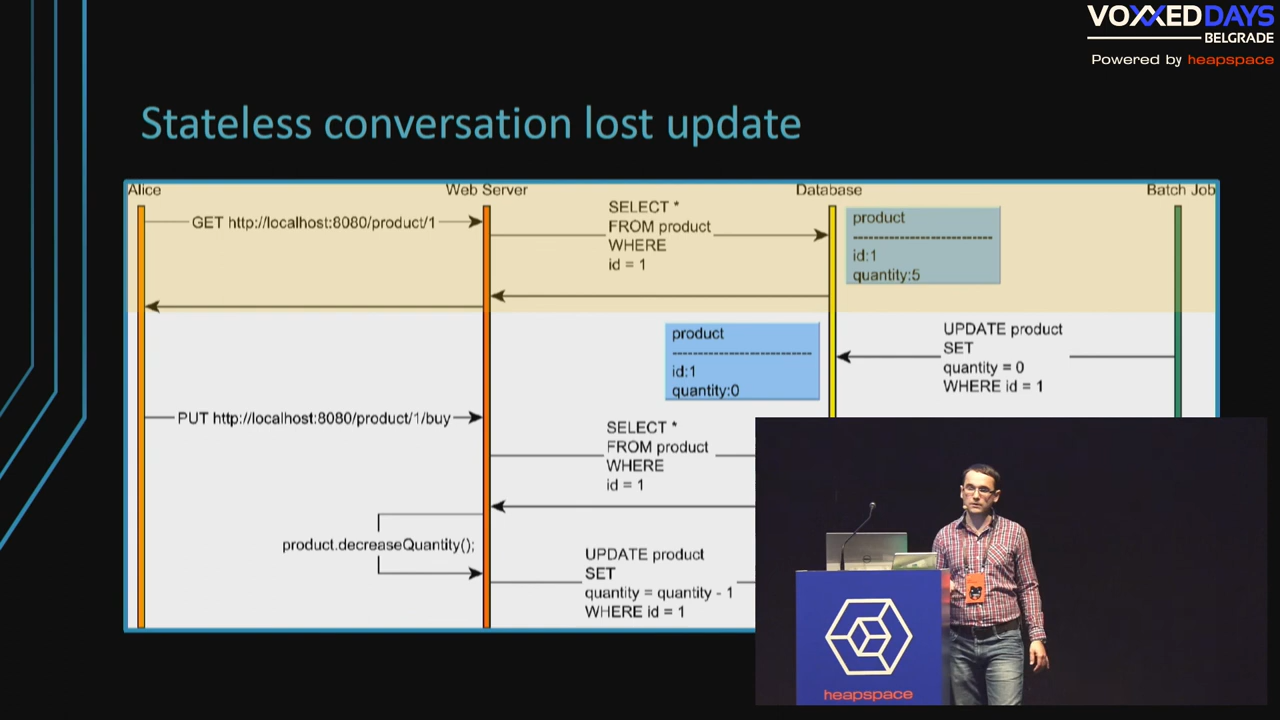 VOXXEDDAYS
BELGRADE
Powered by heapspace
Stateless conversation lost update
Alice
Web Server
Database
Batch Job
GET http://localhost:8080/product/1
SELECT *
FROM product
WHERE
id = 1
product
---------------------------
id:1
quantity:5
product
---------------------------
id:1
quantity:0
UPDATE product
SET
quantity = 0
WHERE id = 1
PUT http://localhost:8080/product/1/buy
SELECT *
FROM product
WHERE
id = 1
product.decreaseQuantity();
UPDATE product
SET
quantity = quantity - 1
WHERE id = 1
heapspace